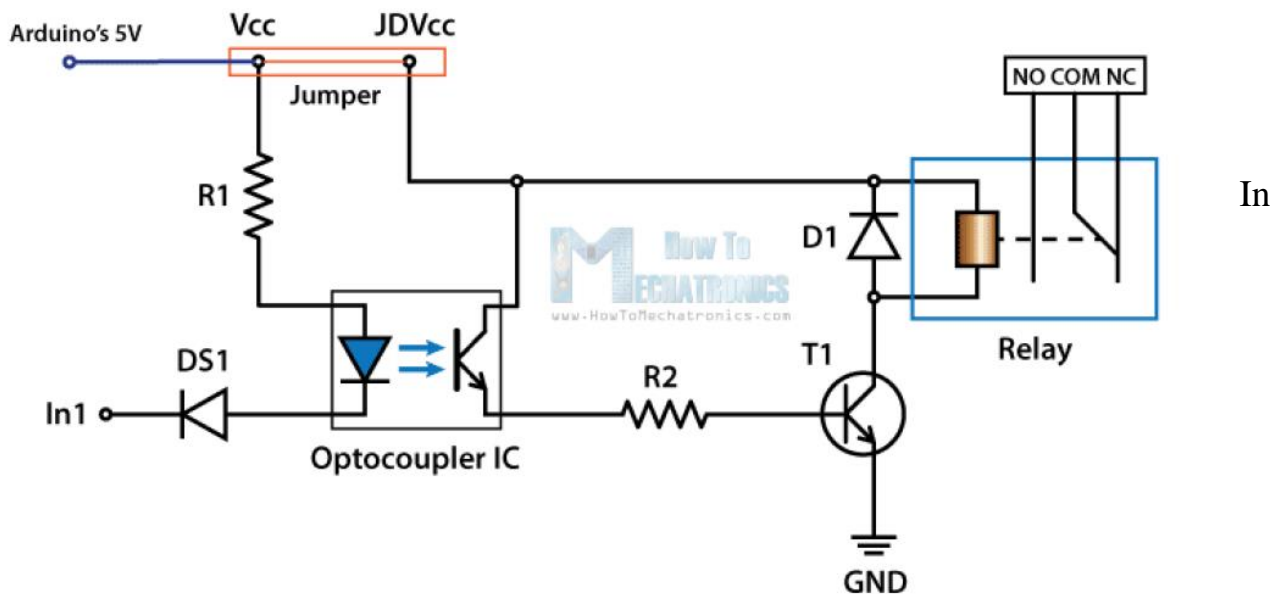 Arduino's 5V
Vcc
JDVcc
Jumper
NO COM NC
R1
D1
In
How To
MECHATRONICS
www.HowToMechatronics.com
Relay
DS1
T1
R2
In1
Optocoupler IC
GND